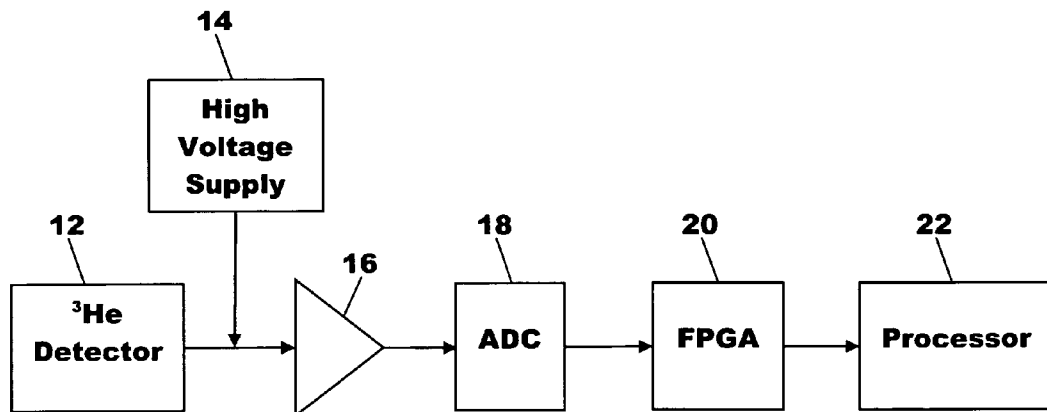 14
High
Voltage
Supply
12
16
18
20
22
³He
Detector
ADC
FPGA
Processor